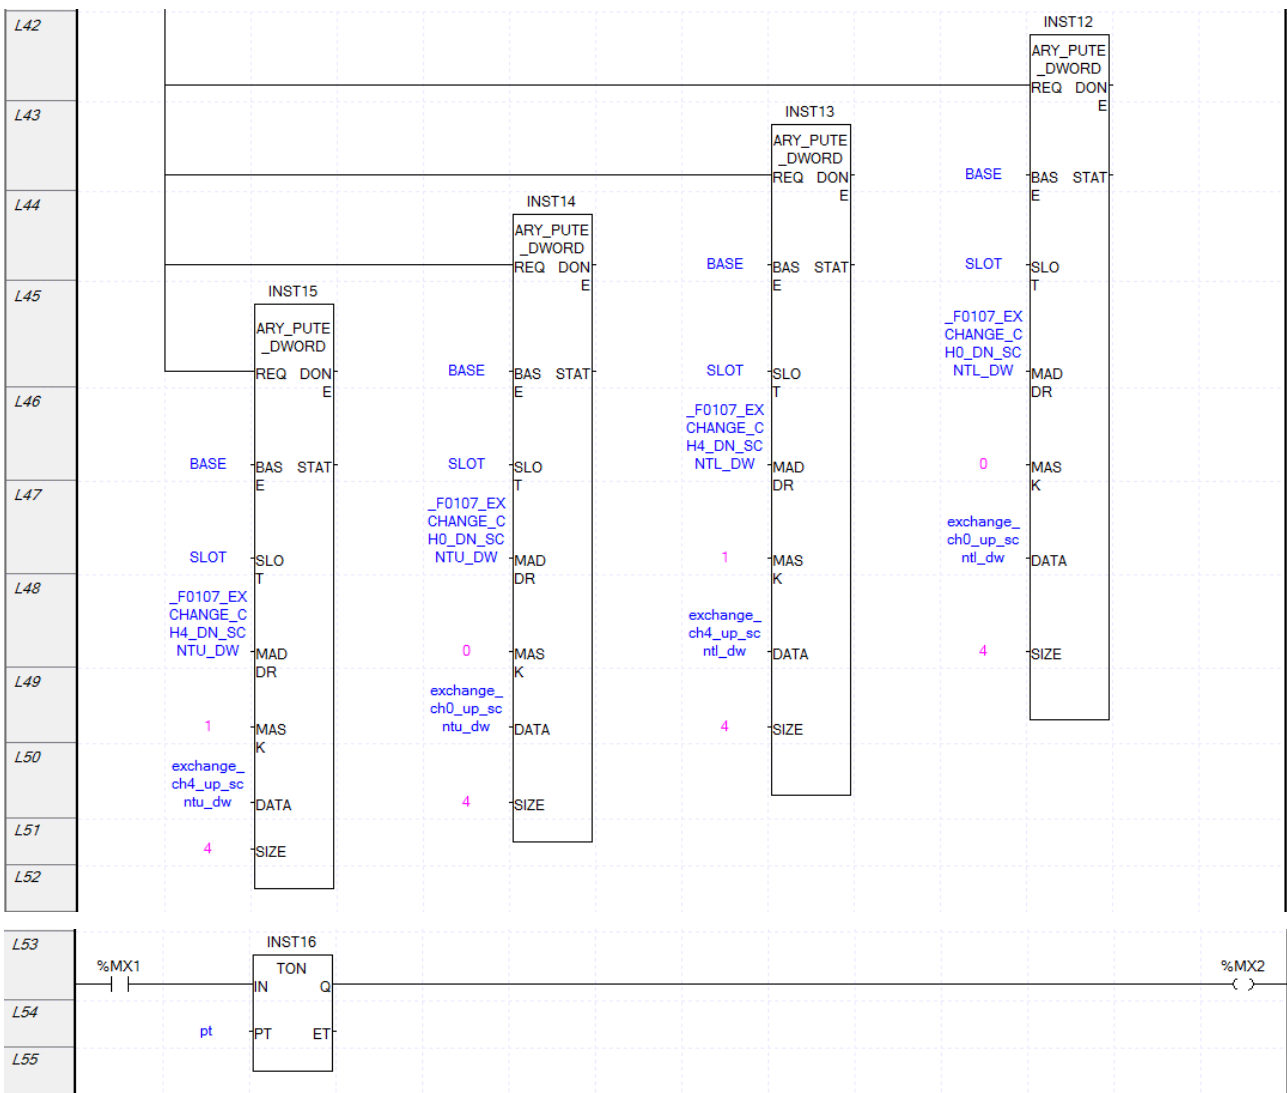 L42
INST12
ARY_PUTE
_DWORD
REQ DON
E
L43
INST13
ARY_PUTE
_DWORD
REQ DON
E
BASE
BAS STAT
E
L44
INST14
ARY_PUTE
_DWORD
REQ DON
E
BASE
BAS STAT
E
SLOT
SLO
T
L45
INST15
ARY_PUTE
_DWORD
REQ DON
E
BASE
BAS STAT
E
SLOT
SLO
T
_F0107_EX
CHANGE_C
H0_DN_SC
NTL_DW
MAD
DR
L46
BASE
BAS STAT
E
SLOT
SLO
T
_F0107_EX
CHANGE_C
H4_DN_SC
NTL_DW
MAD
DR
0
MAS
K
L47
SLOT
SLO
T
_F0107_EX
CHANGE_C
H0_DN_SC
NTU_DW
MAD
DR
1
MAS
K
exchange_
ch0_up_sc
ntl_dw
DATA
L48
_F0107_EX
CHANGE_C
H4_DN_SC
NTU_DW
MAD
DR
0
MAS
K
exchange_
ch4_up_sc
ntl_dw
DATA
4
SIZE
L49
1
MAS
K
exchange_
ch0_up_sc
ntu_dw
DATA
4
SIZE
L50
exchange_
ch4_up_sc
ntu_dw
DATA
4
SIZE
L51
4
SIZE
L52
L53
%MX1
INST16
TON
IN Q
%MX2
L54
pt
PT ET
L55